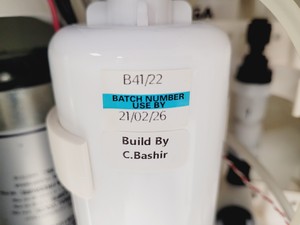 B41/22
BATCH NUMBER
USE BY
21/02/26
Build By
C.Bashir